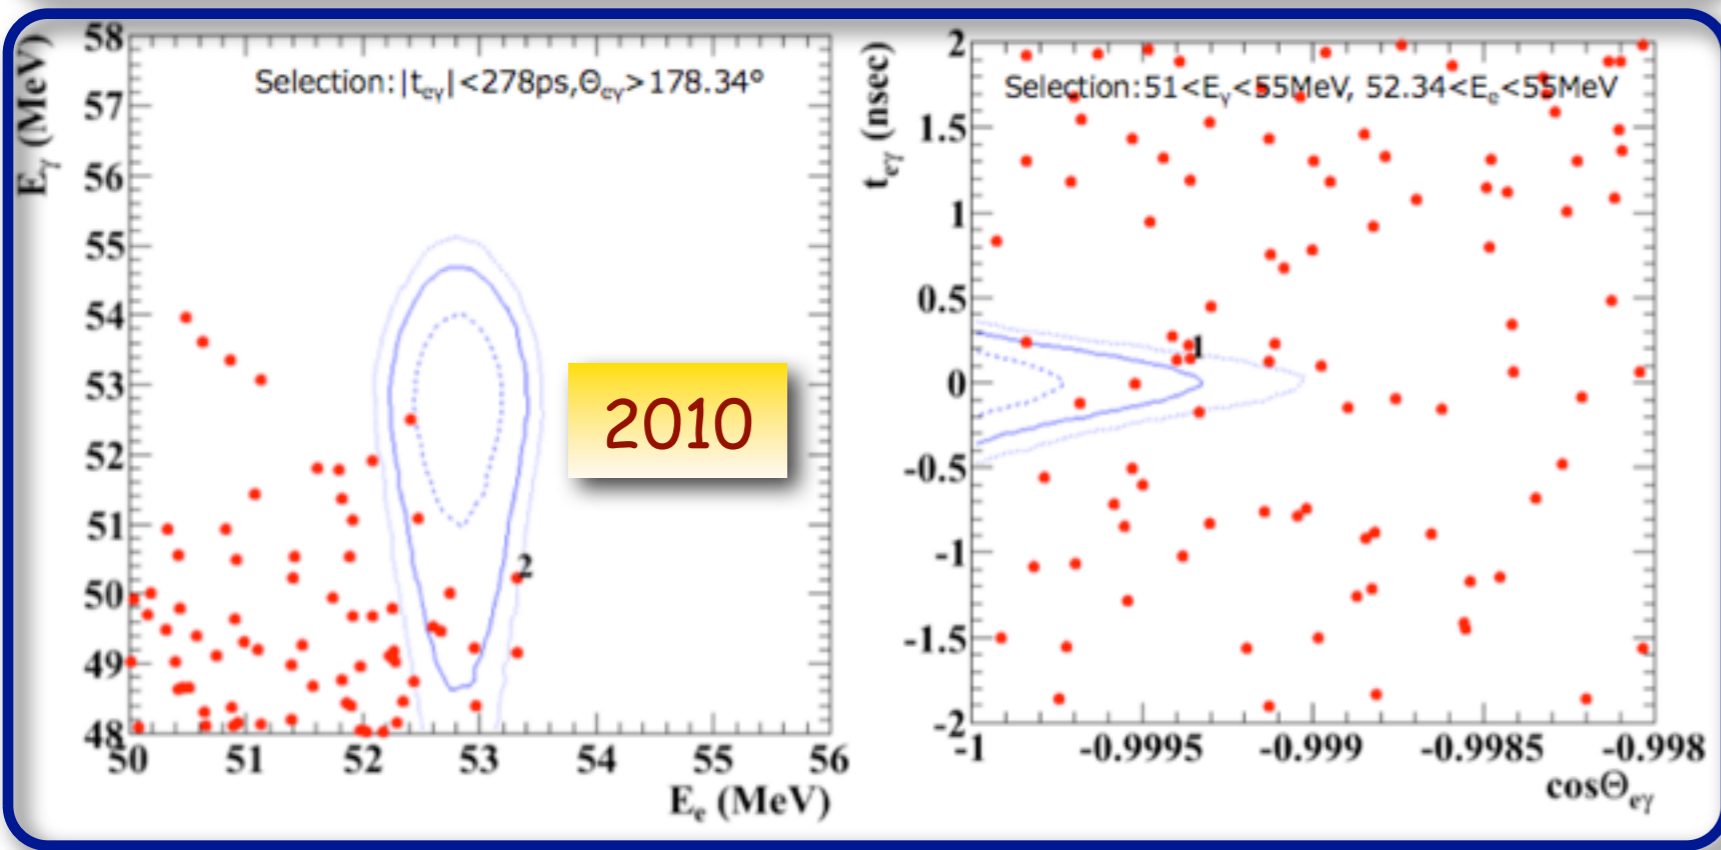 Selection:|t_eγ|<278ps,Θ_eγ>178.34°
E_γ (MeV)
58
57
56
55
54
53
52
51
50
49
48
2
50 51 52 53 54 55 56
E_e (MeV)
2010
Selection:51<E_γ<55MeV, 52.34<E_e<55MeV
t_eγ (nsec)
2
1.5
1
0.5
0
-0.5
-1
-1.5
-2
1
-1 -0.9995 -0.999 -0.9985 -0.998
cosΘ_eγ